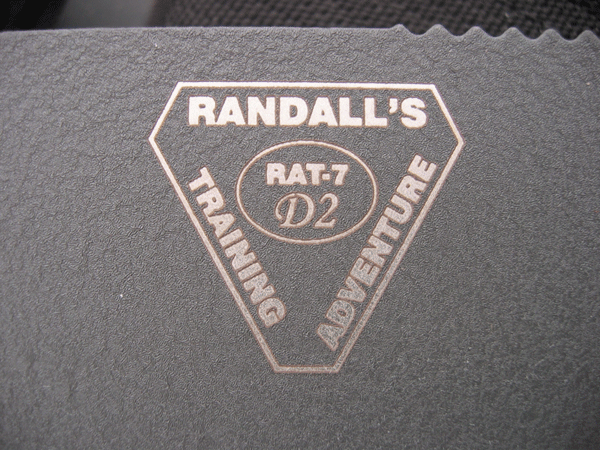 RANDALL'S
RAT-7
D2
TRAINING
ADVENTURE